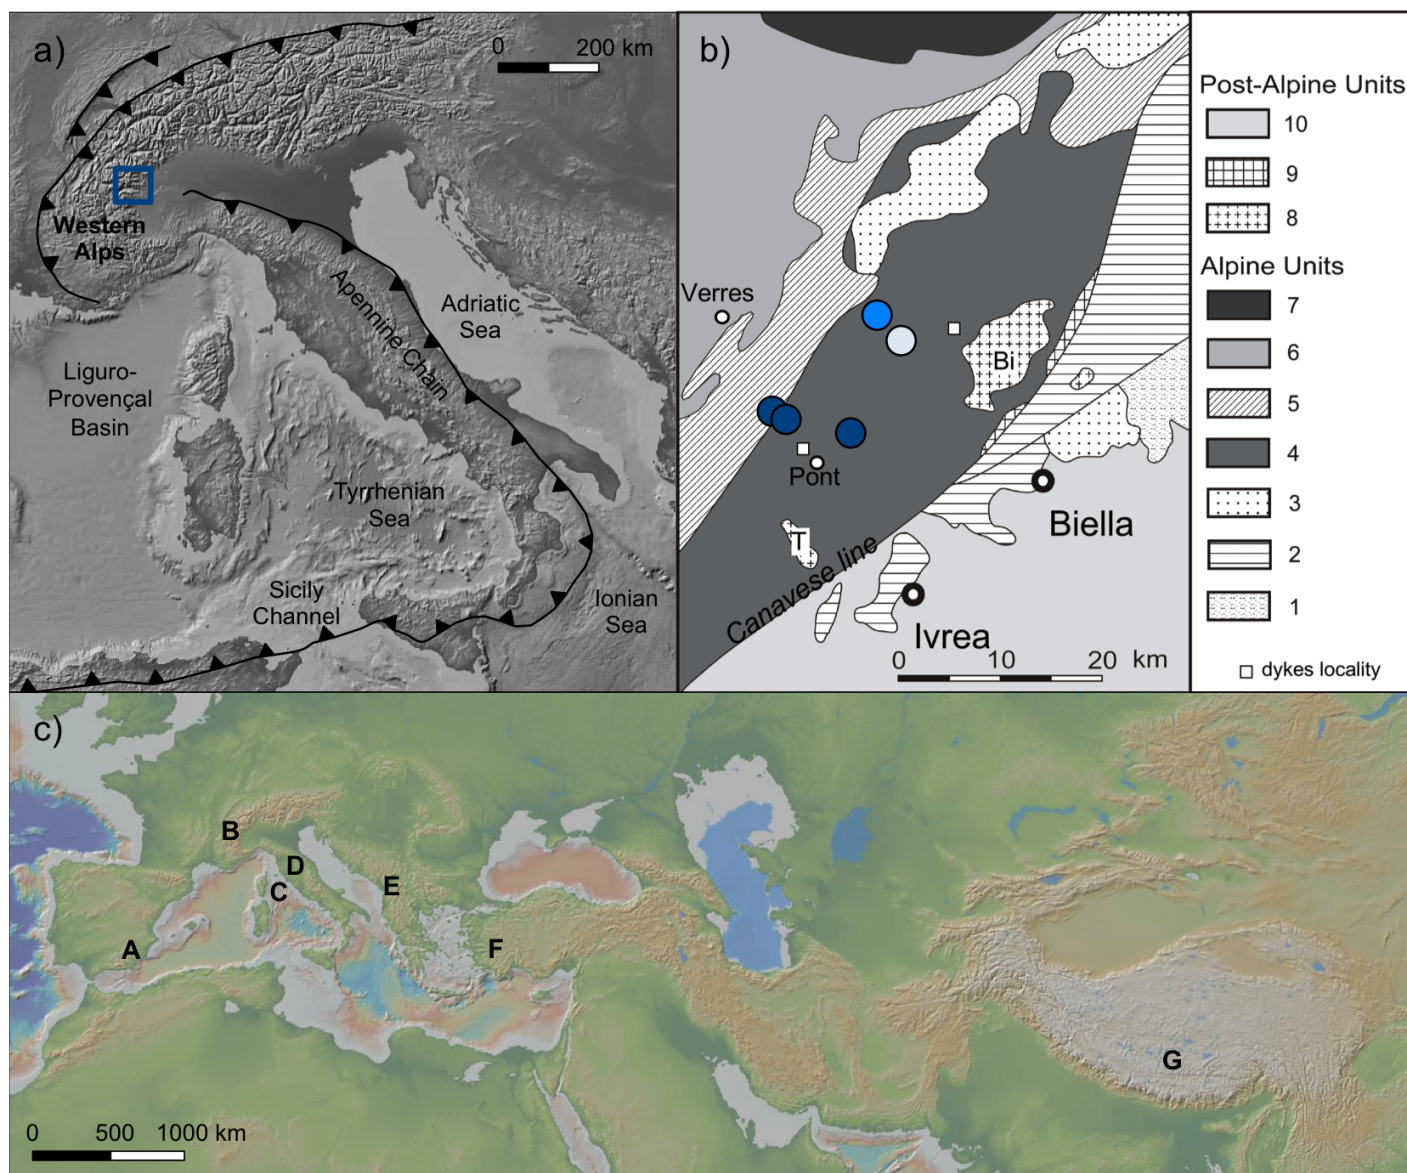 a)
0 200 km
Western
Alps
Apennine Chain
Adriatic
Sea
Liguro-
Provençal
Basin
Tyrrhenian
Sea
Sicily
Channel
Ionian
Sea
b)
Verres
Bi
Pont
T
Canavese line
Biella
Ivrea
0 10 20 km
Post-Alpine Units
10
9
8
Alpine Units
7
6
5
4
3
2
1
dykes locality
c)
B
D
C
E
A
F
G
0 500 1000 km